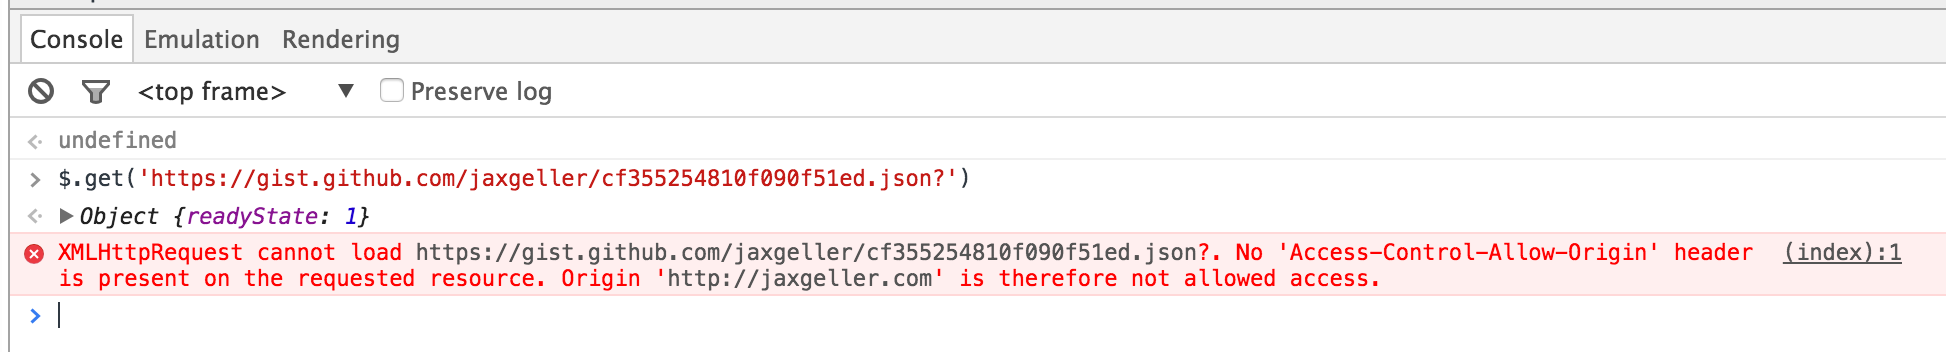 Console Emulation Rendering
<top frame> ▼ Preserve log
undefined
> $.get('https://gist.github.com/jaxgeller/cf355254810f090f51ed.json?')
▶Object {readyState: 1}
XMLHttpRequest cannot load https://gist.github.com/jaxgeller/cf355254810f090f51ed.json?. No 'Access-Control-Allow-Origin' header (index):1
is present on the requested resource. Origin 'http://jaxgeller.com' is therefore not allowed access.
>